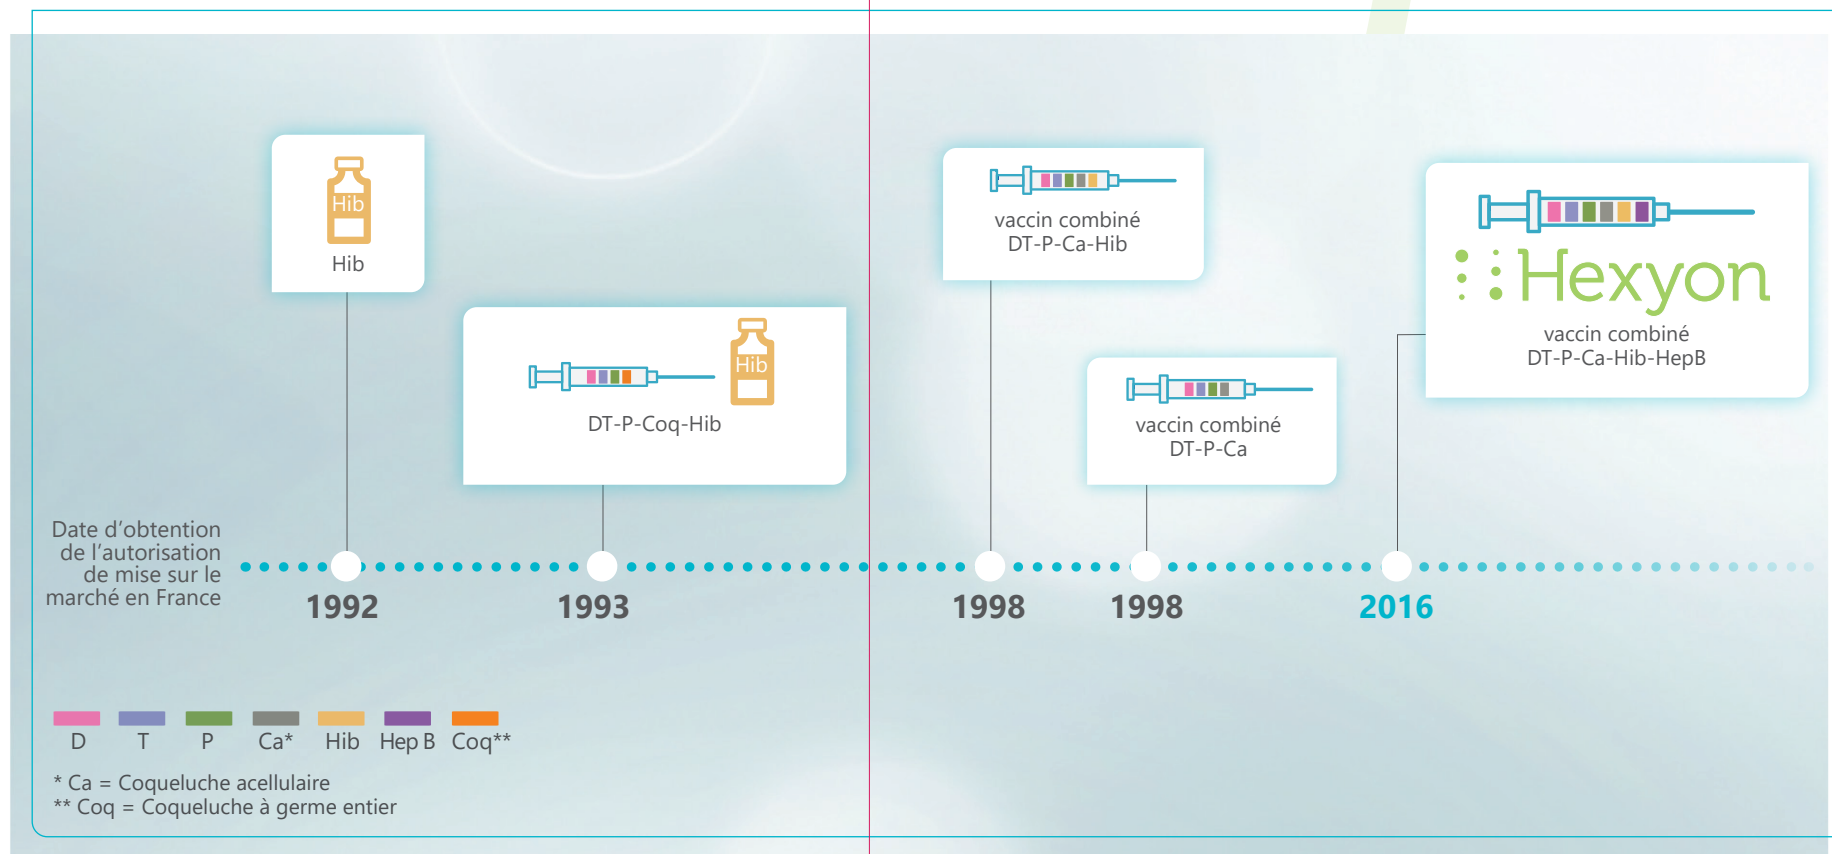 Hib
Hib
Hib
DT-P-Coq-Hib
vaccin combiné
DT-P-Ca-Hib
vaccin combiné
DT-P-Ca
Hexyon
vaccin combiné
DT-P-Ca-Hib-HepB
Date d’obtention
de l’autorisation
de mise sur le
marché en France
1992
1993
1998
1998
2016
D
T
P
Ca*
Hib
Hep B
Coq**
* Ca = Coqueluche acellulaire
** Coq = Coqueluche à germe entier